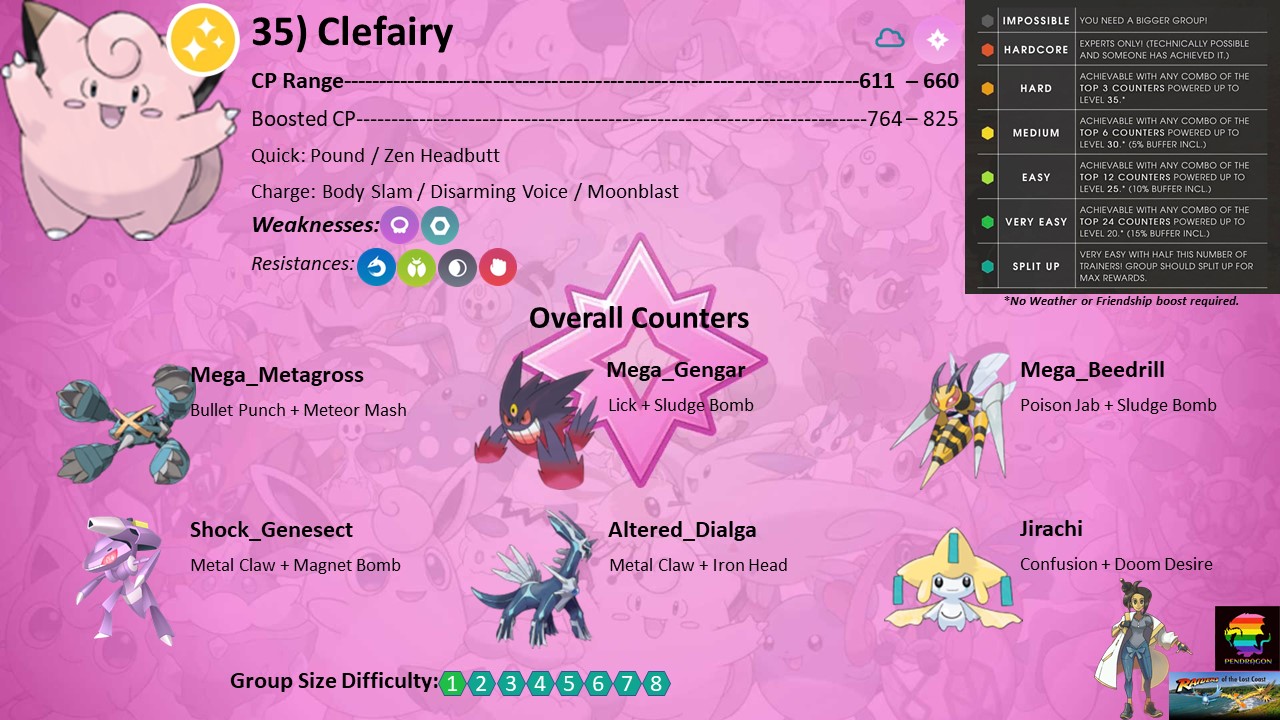 35) Clefairy
CP Range--------------------------------------------------------------------------611 – 660
Boosted CP-------------------------------------------------------------------------764 – 825
Quick: Pound / Zen Headbutt
Charge: Body Slam / Disarming Voice / Moonblast
Weaknesses:
Resistances:
IMPOSSIBLE YOU NEED A BIGGER GROUP!
HARDCORE EXPERTS ONLY! (TECHNICALLY POSSIBLE
AND SOMEONE HAS ACHIEVED IT.)
HARD ACHIEVABLE WITH ANY COMBO OF THE
TOP 3 COUNTERS POWERED UP TO
LEVEL 35.*
MEDIUM ACHIEVABLE WITH ANY COMBO OF THE
TOP 6 COUNTERS POWERED UP TO
LEVEL 30.* (5% BUFFER INCL.)
EASY ACHIEVABLE WITH ANY COMBO OF THE
TOP 12 COUNTERS POWERED UP TO
LEVEL 25.* (10% BUFFER INCL.)
VERY EASY ACHIEVABLE WITH ANY COMBO OF THE
TOP 24 COUNTERS POWERED UP TO
LEVEL 20.* (15% BUFFER INCL.)
SPLIT UP VERY EASY WITH HALF THIS NUMBER OF
TRAINERS! GROUP SHOULD SPLIT UP FOR
MAX REWARDS.
*No Weather or Friendship boost required.
Overall Counters
Mega_Metagross
Bullet Punch + Meteor Mash
Mega_Gengar
Lick + Sludge Bomb
Mega_Beedrill
Poison Jab + Sludge Bomb
Shock_Genesect
Metal Claw + Magnet Bomb
Altered_Dialga
Metal Claw + Iron Head
Jirachi
Confusion + Doom Desire
Group Size Difficulty: 1 2 3 4 5 6 7 8
PENDRAGON
RAIDERS of the Lost Coast